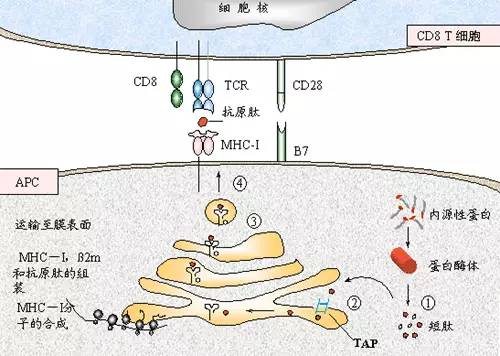 细 胞 核
CD8 T 细胞
CD8
TCR
CD28
抗原肽
MHC-I
B7
APC
④
运输至膜表面
③
内源性蛋白
MHC－I，ß2m
和抗原肽的组
装
蛋白酶体
MHC－I分
子的合成
②
①
短肽
TAP